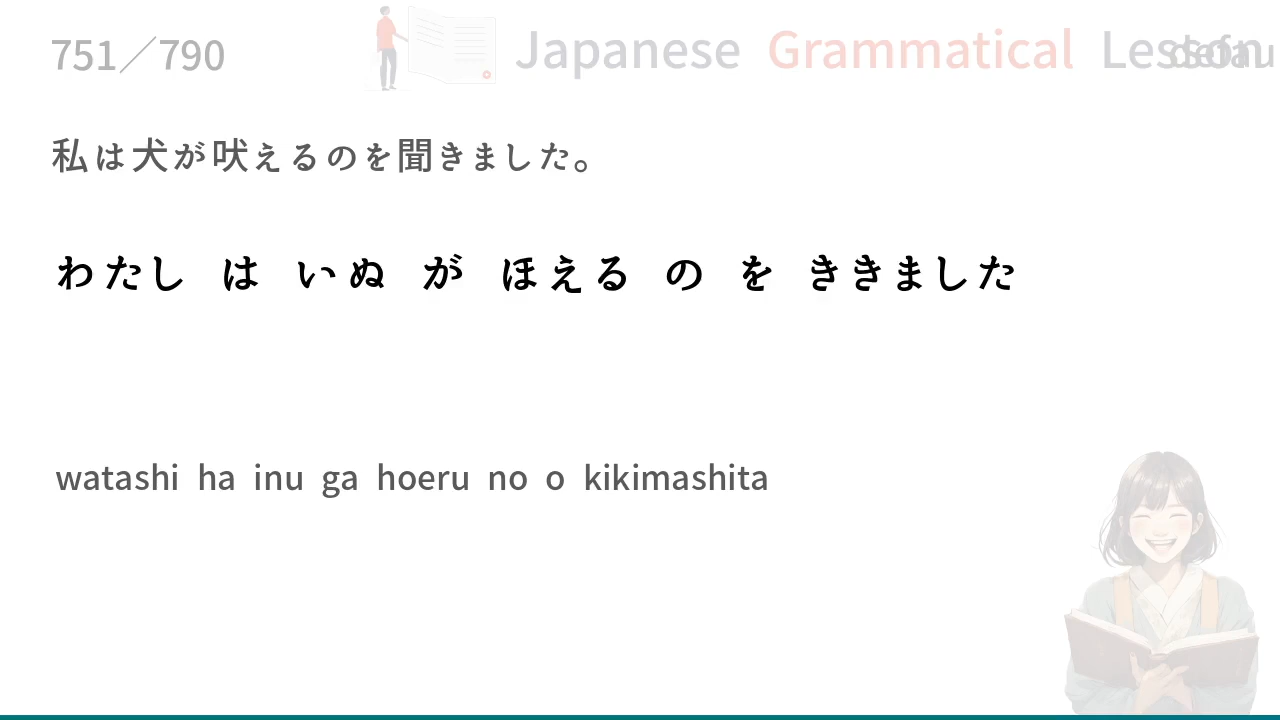 751／790
Japanese Grammatical Lesson
defau
私は犬が吠えるのを聞きました。
わたし は いぬ が ほえる の を ききました
watashi ha inu ga hoeru no o kikimashita